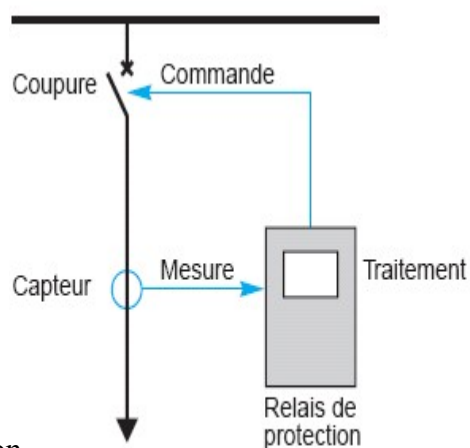 Commande
Coupure
Mesure
Traitement
Capteur
Relais de
protection